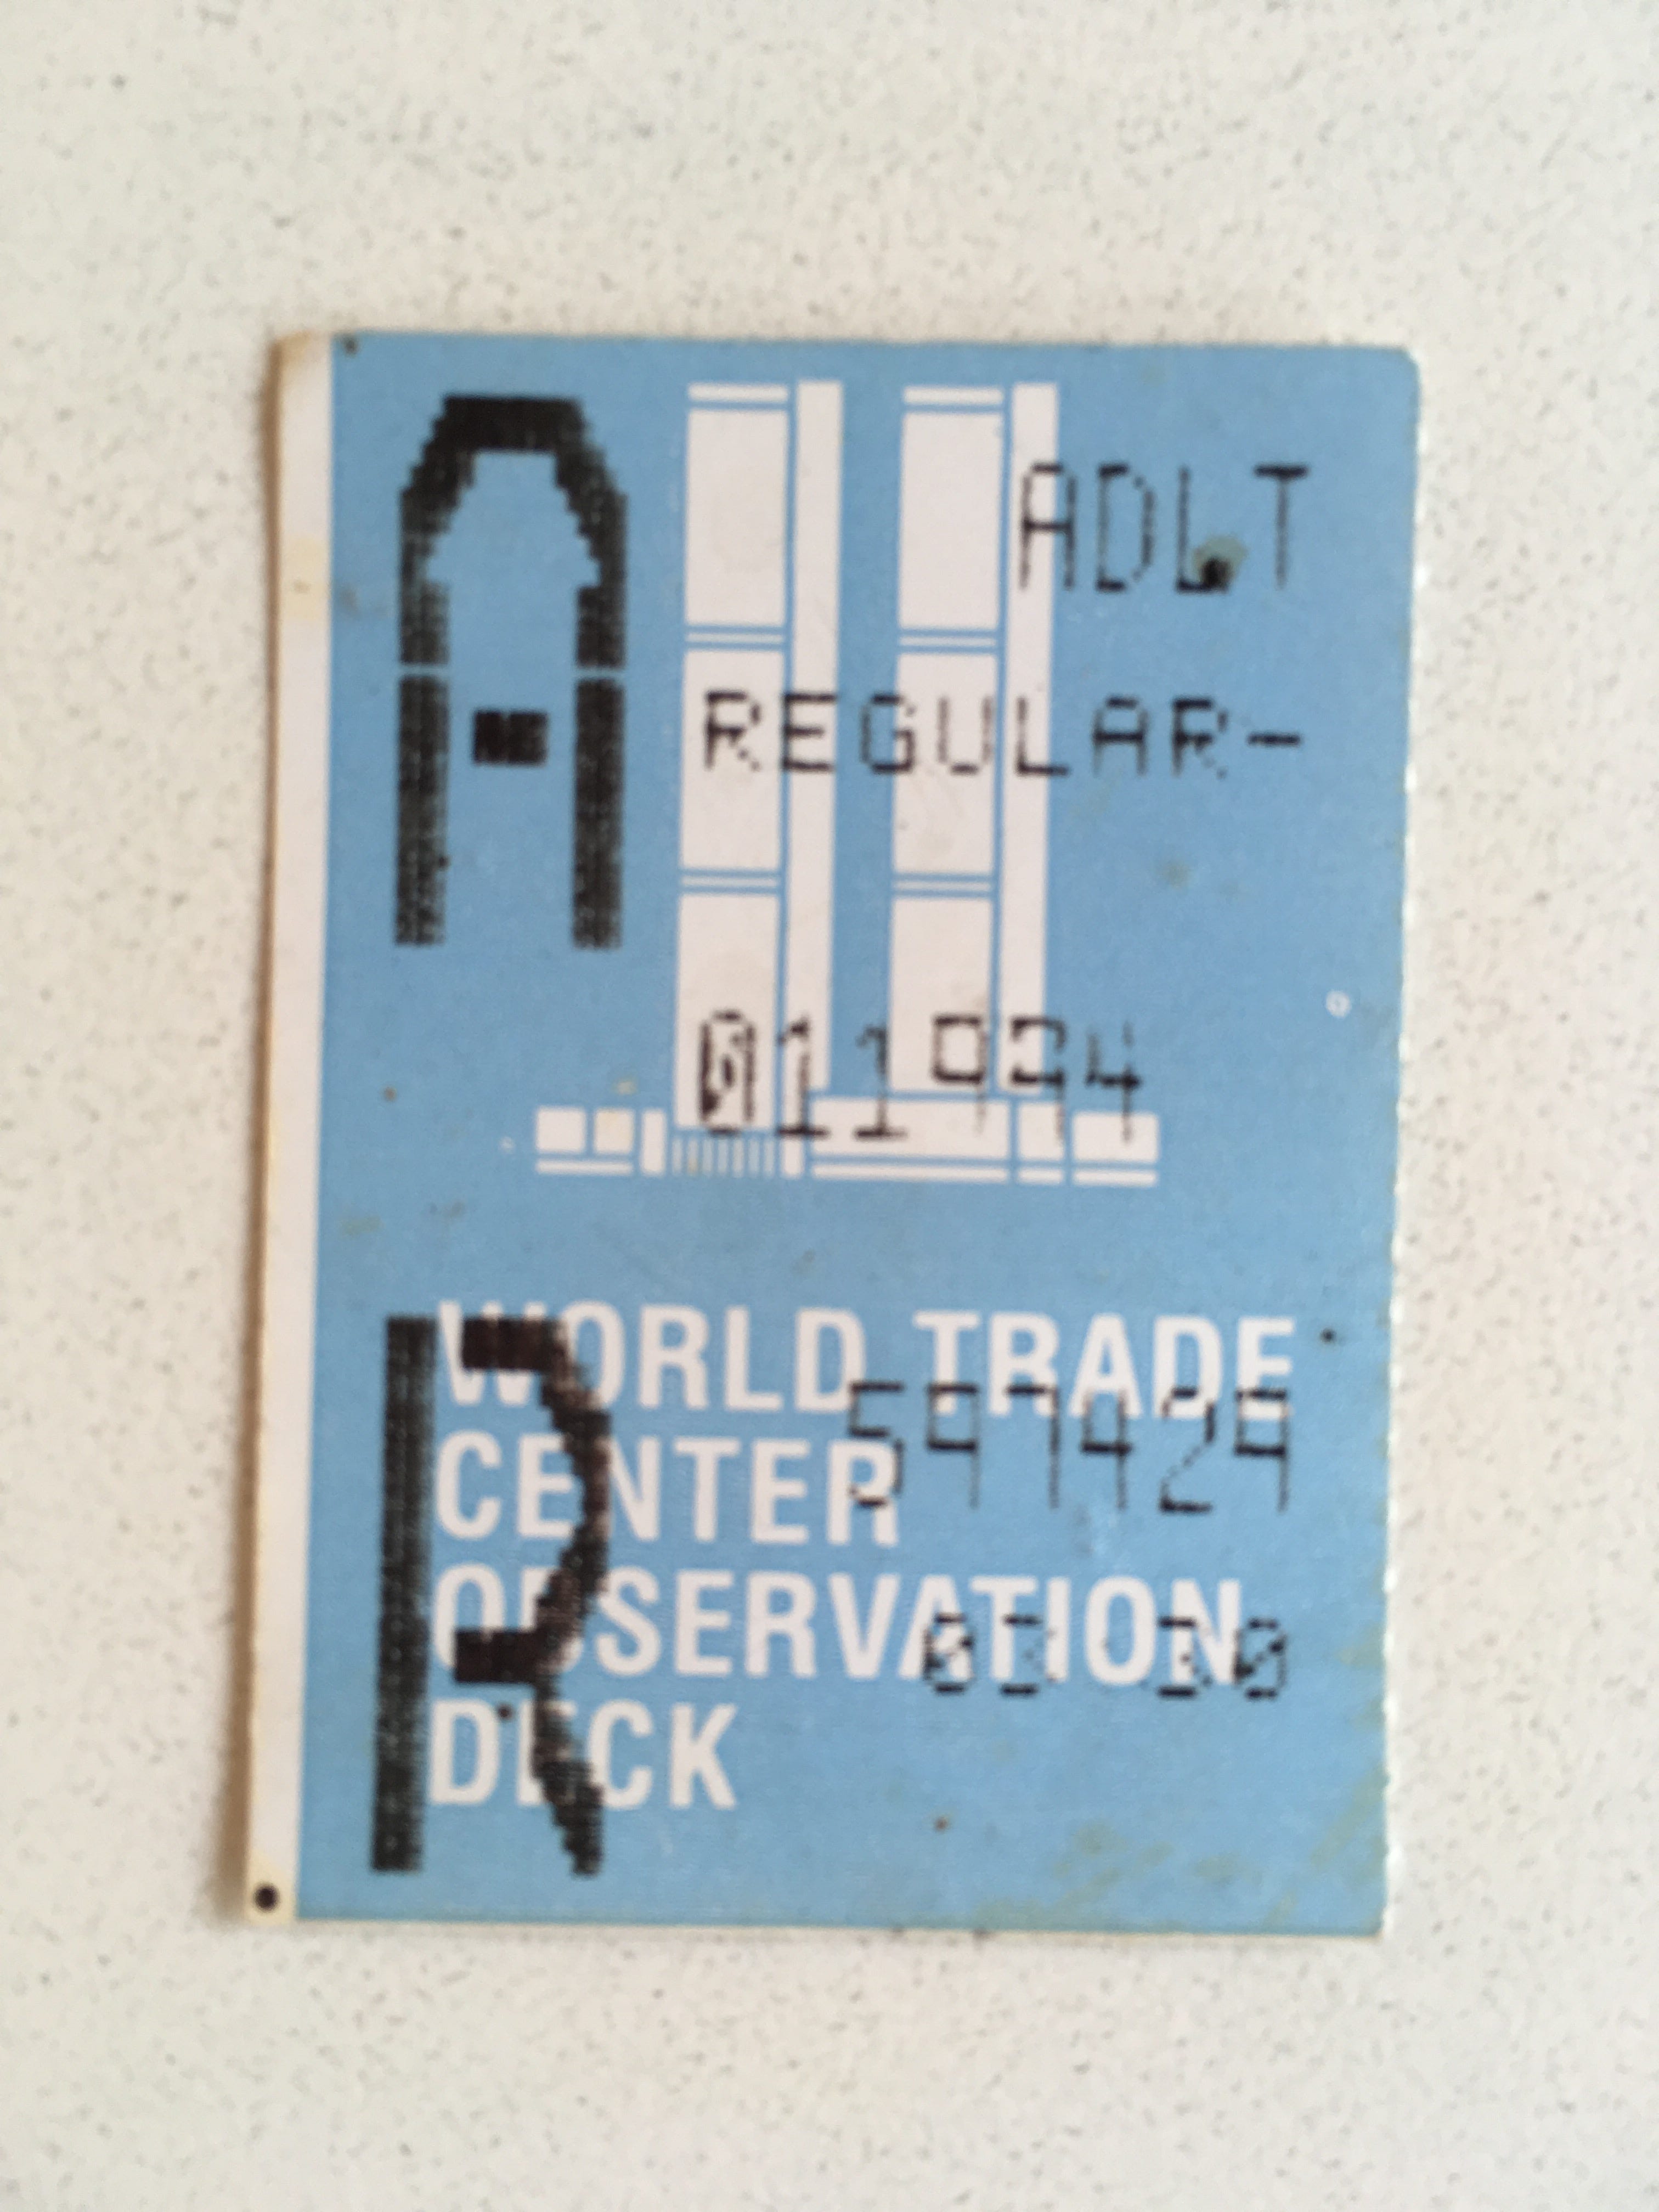 A
ADLT
REGULAR-
011994
R
WORLD TRADE
597429
CENTER
OBSERVATION
DECK